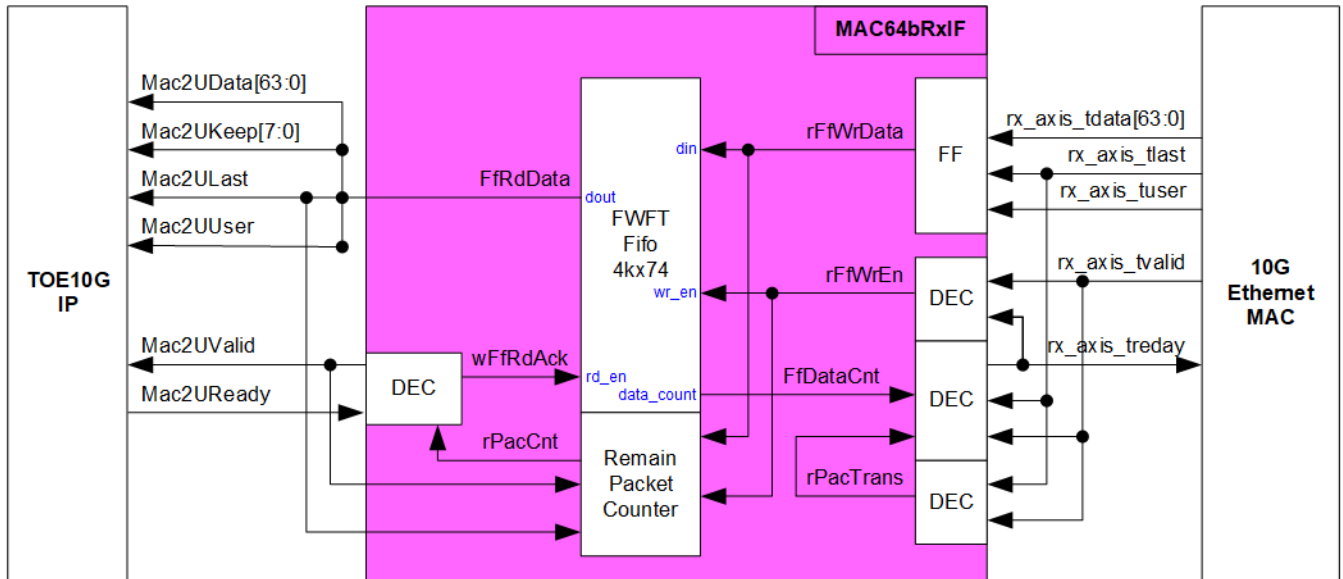 MAC64bRxIF
Mac2UData[63:0]
Mac2UKeep[7:0]
Mac2ULast
Mac2UUser
TOE10G
IP
Mac2UValid
Mac2UReady
DEC
wFfRdAck
rPacCnt
FfRdData
din
dout
FWFT
Fifo
4kx74
wr_en
rd_en
data_count
Remain
Packet
Counter
rFfWrData
rFfWrEn
FfDataCnt
rPacTrans
FF
DEC
DEC
DEC
rx_axis_tdata[63:0]
rx_axis_tlast
rx_axis_tuser
rx_axis_tvalid
rx_axis_treday
10G
Ethernet
MAC